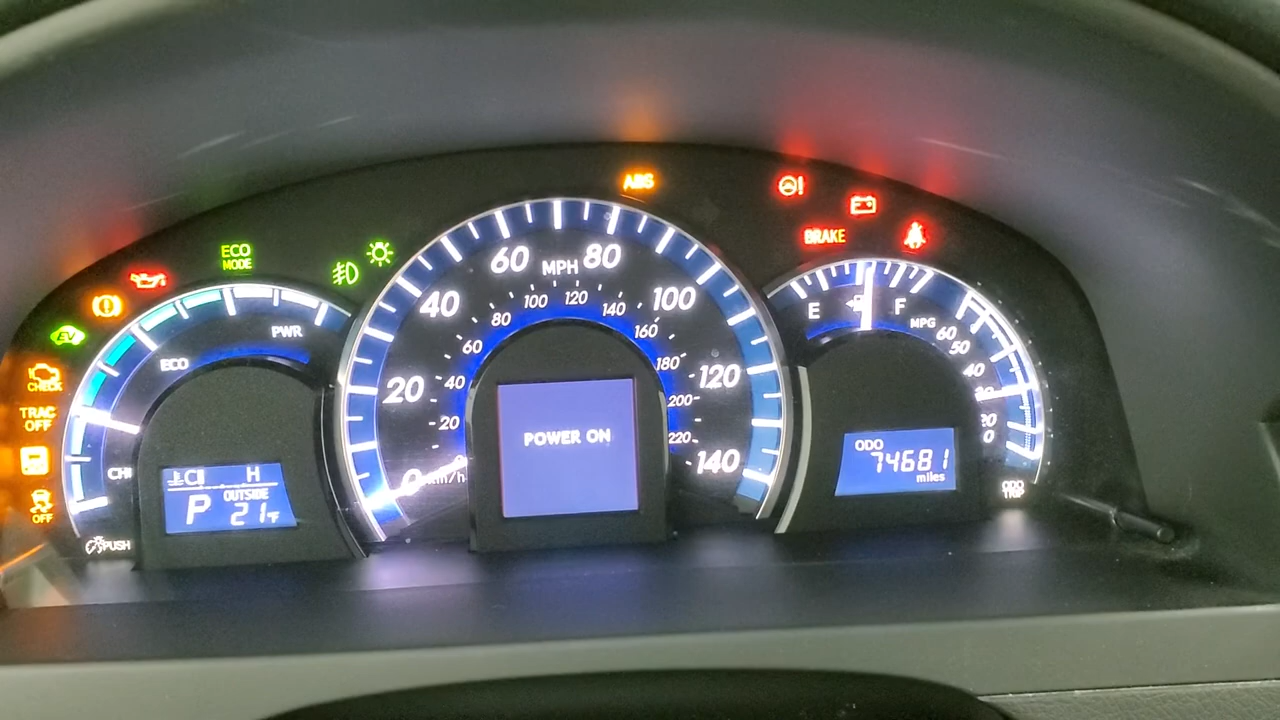 ABS
BRAKE
ECO
MODE
EV
CHECK
TRAC
OFF
OFF
PUSH
PWR
ECO
CH
C H
P
OUTSIDE
21°F
MPH
0 20 40 60 80 100 120 140
km/h
20 40 60 80 100 120 140 160 180 200 220
POWER ON
E F
MPG
60
50
40
0
ODO
74681
miles
ODO
TRIP